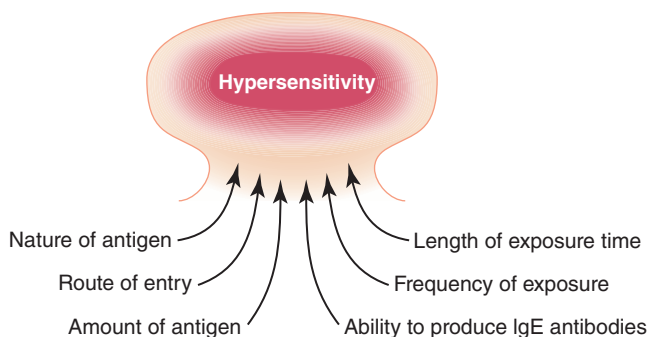 Hypersensitivity
Nature of antigen
Length of exposure time
Route of entry
Frequency of exposure
Amount of antigen
Ability to produce IgE antibodies